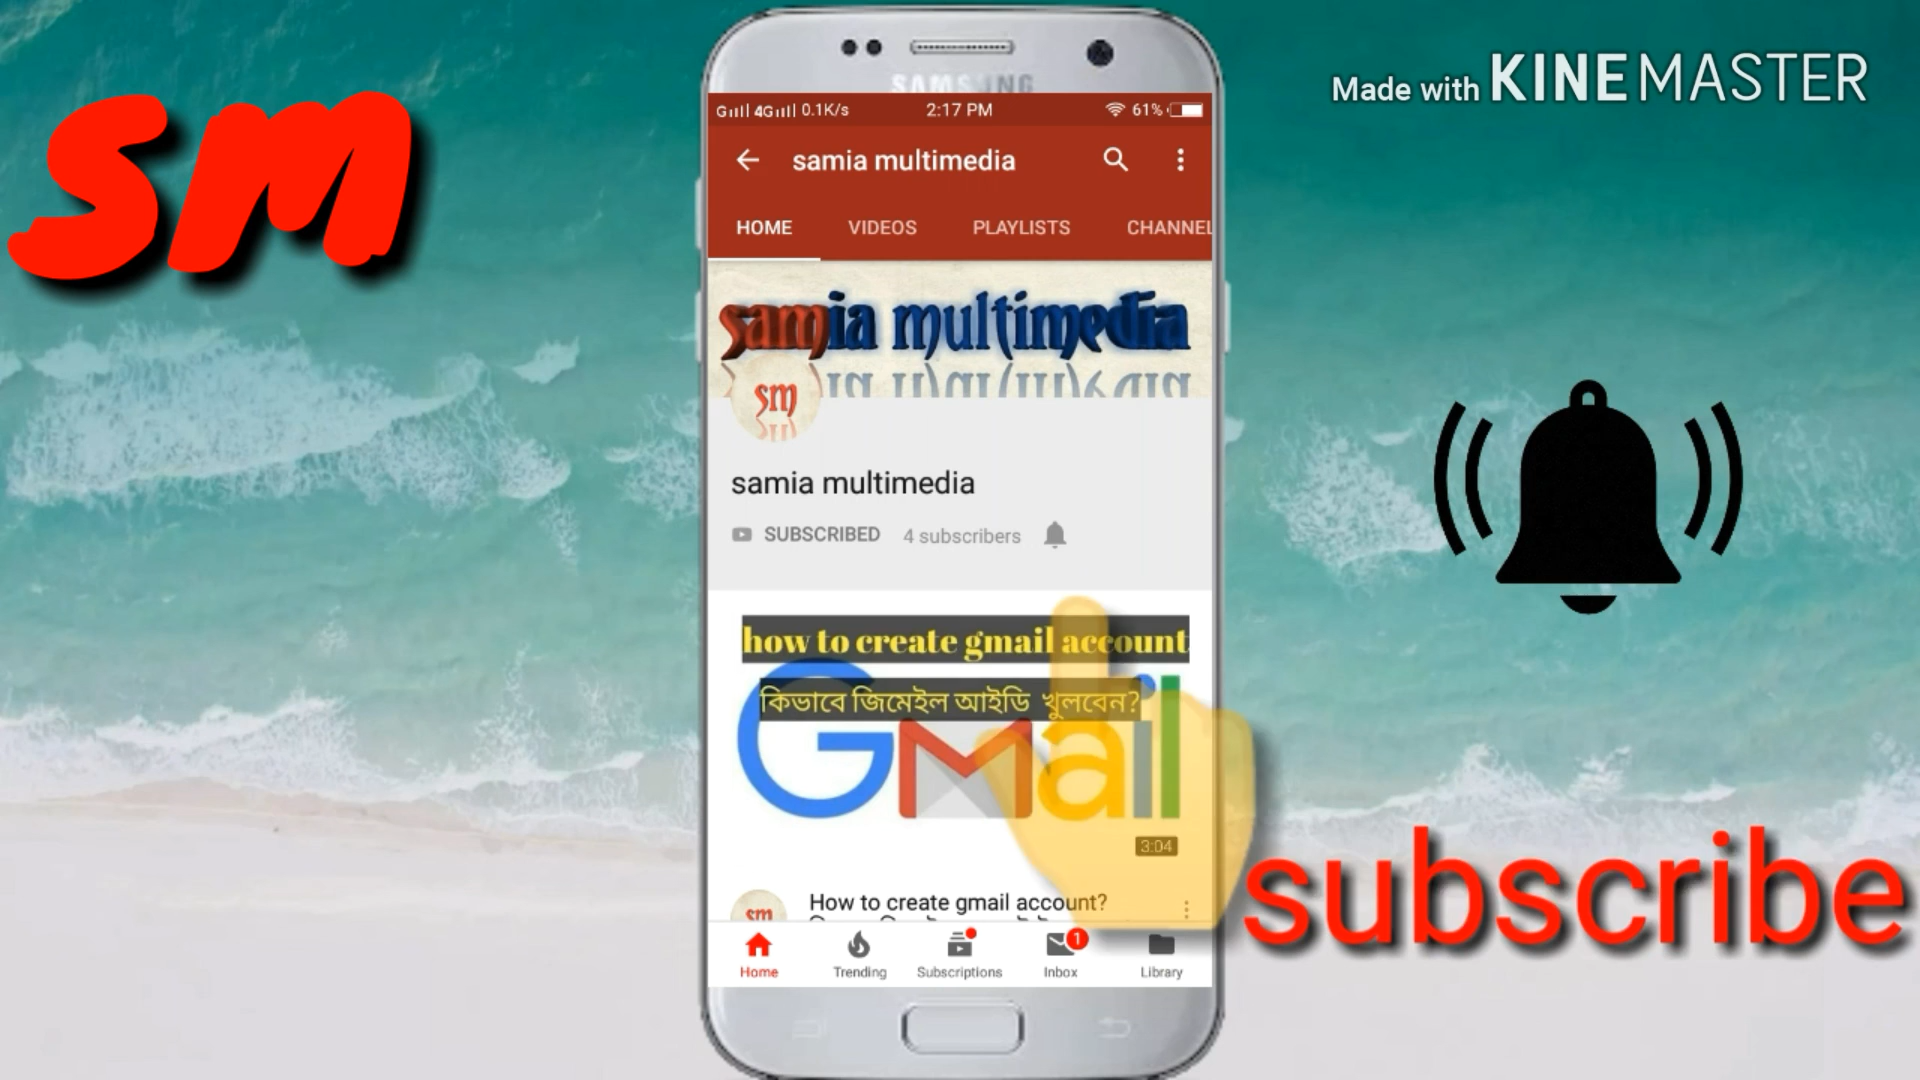 SM
Made with KINEMASTER
SAMSUNG
4G 0.1K/s 2:17 PM 61%
samia multimedia
HOME VIDEOS PLAYLISTS CHANNEL
samia multimedia
sm
samia multimedia
SUBSCRIBED 4 subscribers
how to create gmail account
কিভাবে জিমেইল আইডি খুলবেন?
Gmail
3:04
sm
How to create gmail account?
subscribe
1
Home Trending Subscriptions Inbox Library